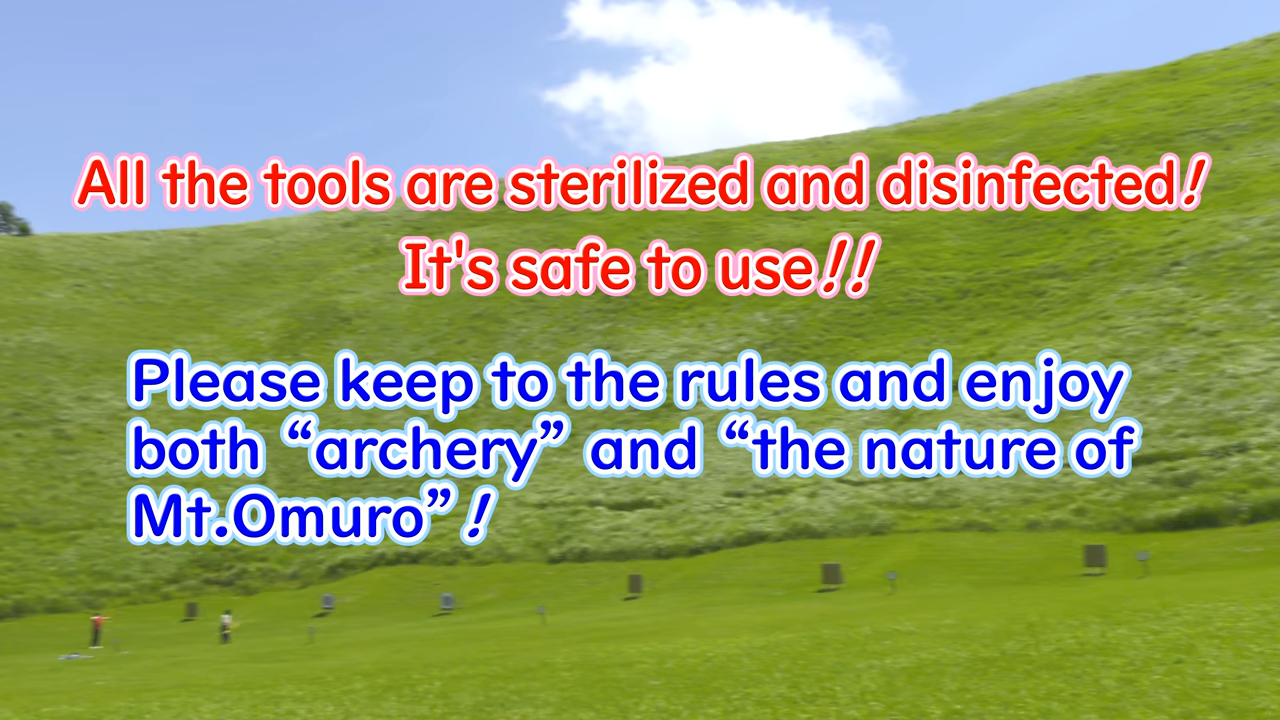 All the tools are sterilized and disinfected!
It's safe to use!!
Please keep to the rules and enjoy
both “archery” and “the nature of
Mt.Omuro”!